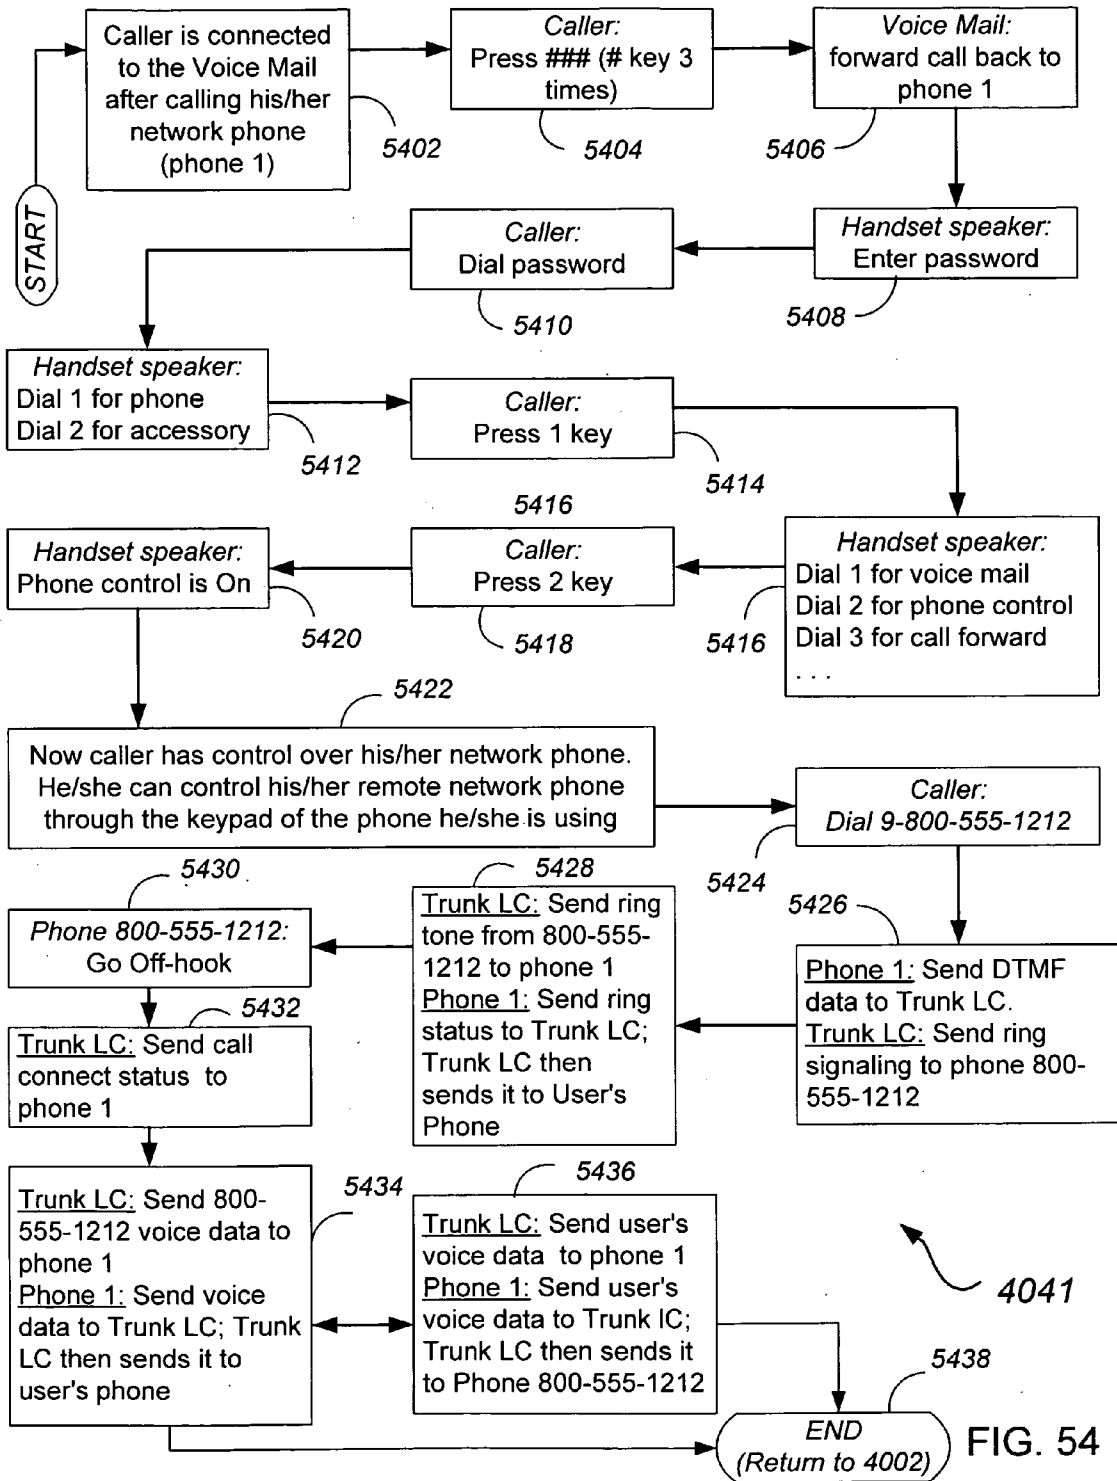 START
Caller is connected
to the Voice Mail
after calling his/her
network phone
(phone 1)
5402
Caller:
Press ### (# key 3
times)
5404
Voice Mail:
forward call back to
phone 1
5406
Handset speaker:
Enter password
5408
Caller:
Dial password
5410
Handset speaker:
Dial 1 for phone
Dial 2 for accessory
5412
Caller:
Press 1 key
5414
5416
Handset speaker:
Dial 1 for voice mail
Dial 2 for phone control
Dial 3 for call forward
. . .
5416
Caller:
Press 2 key
5418
Handset speaker:
Phone control is On
5420
5422
Now caller has control over his/her network phone.
He/she can control his/her remote network phone
through the keypad of the phone he/she is using
Caller:
Dial 9-800-555-1212
5424
5426
Phone 1: Send DTMF
data to Trunk LC.
Trunk LC: Send ring
signaling to phone 800-
555-1212
5428
Trunk LC: Send ring
tone from 800-555-
1212 to phone 1
Phone 1: Send ring
status to Trunk LC;
Trunk LC then
sends it to User's
Phone
5430
Phone 800-555-1212:
Go Off-hook
5432
Trunk LC: Send call
connect status to
phone 1
5434
Trunk LC: Send 800-
555-1212 voice data to
phone 1
Phone 1: Send voice
data to Trunk LC; Trunk
LC then sends it to
user's phone
5436
Trunk LC: Send user's
voice data to phone 1
Phone 1: Send user's
voice data to Trunk IC;
Trunk LC then sends it
to Phone 800-555-1212
4041
5438
END
(Return to 4002)
FIG. 54